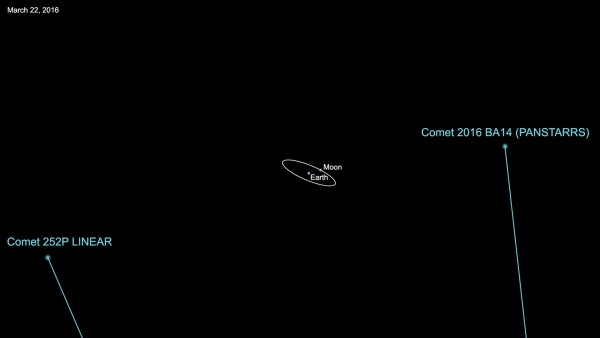 March 22, 2016
Comet 2016 BA14 (PANSTARRS)
Moon
Earth
Comet 252P LINEAR